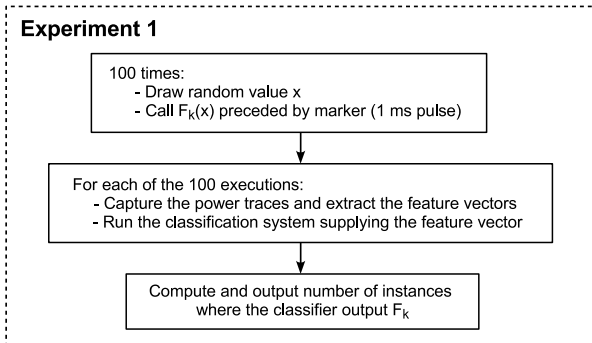 Experiment 1
100 times:
- Draw random value x
- Call Fk(x) preceded by marker (1 ms pulse)
For each of the 100 executions:
- Capture the power traces and extract the feature vectors
- Run the classification system supplying the feature vector
Compute and output number of instances
where the classifier output Fk